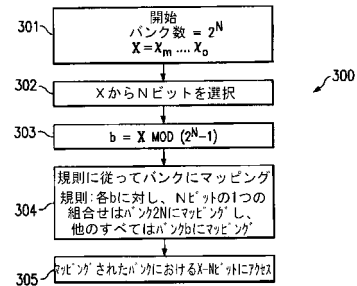 301
開始
バンク数 = 2^N
X = X_m .... X_0
300
302
XからNビットを選択
303
b = X MOD (2^N-1)
304
規則に従ってバンクにマッピング
規則:各bに対し、Nビットの1つの
組合せはバンク2Nにマッピングし、
他のすべてはバンクbにマッピング
305
マッピングされたバンクにおけるX-Nビットにアクセス